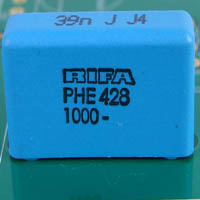 39n J J4
RIFA
PHE 428
1000-